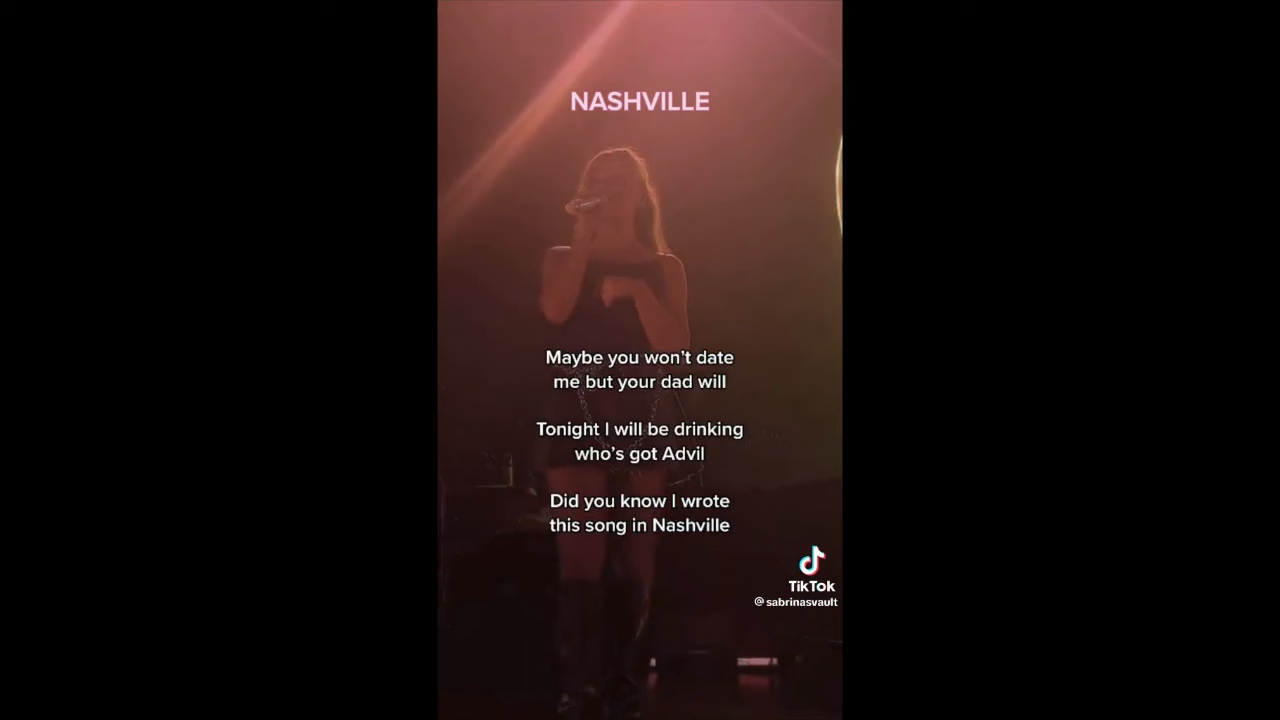 NASHVILLE
Maybe you won't date
me but your dad will
Tonight I will be drinking
who's got Advil
Did you know I wrote
this song in Nashville
TikTok
@sabrinasvault